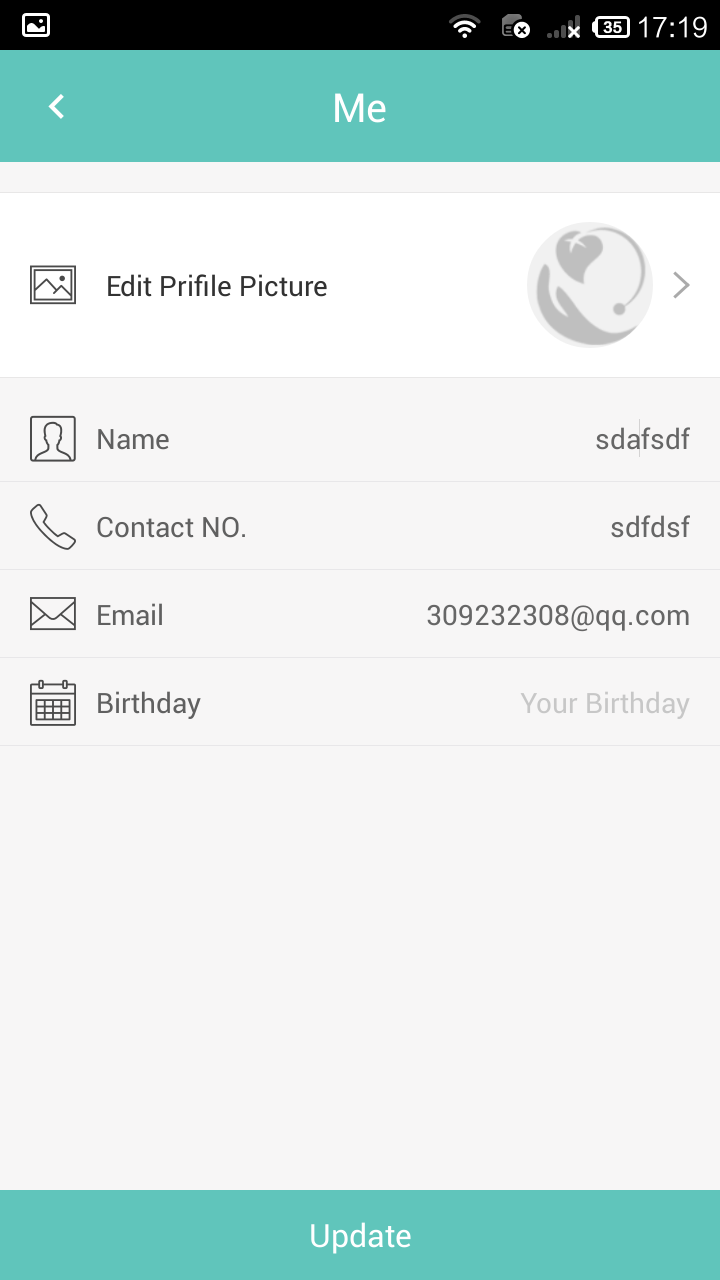 35 17:19
Me
Edit Prifile Picture
Name sdafsdf
Contact NO. sdfdsf
Email 309232308@qq.com
Birthday Your Birthday
Update